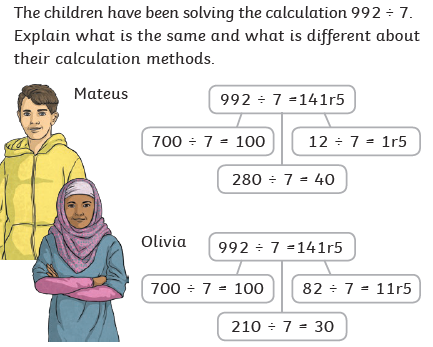 The children have been solving the calculation 992 ÷ 7.
Explain what is the same and what is different about
their calculation methods.
Mateus
992 ÷ 7 =141r5
700 ÷ 7 = 100
12 ÷ 7 = 1r5
280 ÷ 7 = 40
Olivia
992 ÷ 7 =141r5
700 ÷ 7 = 100
82 ÷ 7 = 11r5
210 ÷ 7 = 30